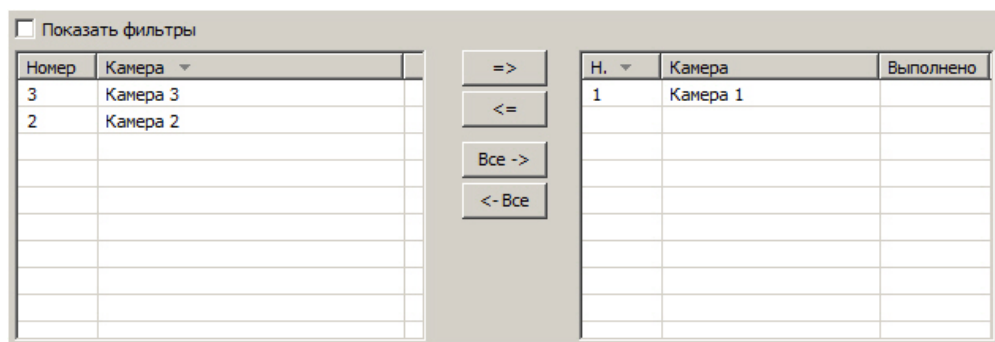 Показать фильтры
Номер Камера
3 Камера 3
2 Камера 2
=>
<=
Все ->
<- Все
Н. Камера Выполнено
1 Камера 1